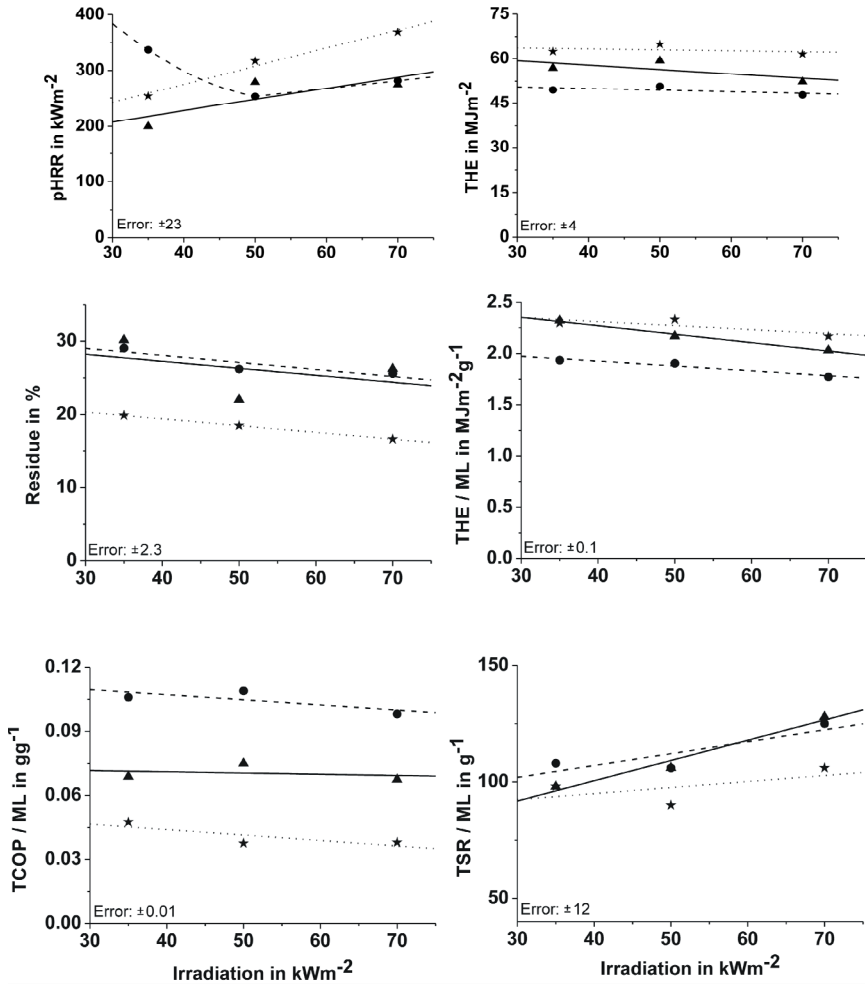 400
300
200
100
0
pHRR in kWm-2
Error: ±23
30 40 50 60 70
75
60
45
30
15
0
THE in MJm-2
Error: ±4
30 40 50 60 70
30
20
10
0
Residue in %
Error: ±2.3
30 40 50 60 70
2.5
2.0
1.5
1.0
0.5
0.0
THE / ML in MJm-2g-1
Error: ±0.1
30 40 50 60 70
0.12
0.09
0.06
0.03
0.00
TCOP / ML in gg-1
Error: ±0.01
30 40 50 60 70
Irradiation in kWm-2
150
100
50
TSR / ML in g-1
Error: ±12
30 40 50 60 70
Irradiation in kWm-2